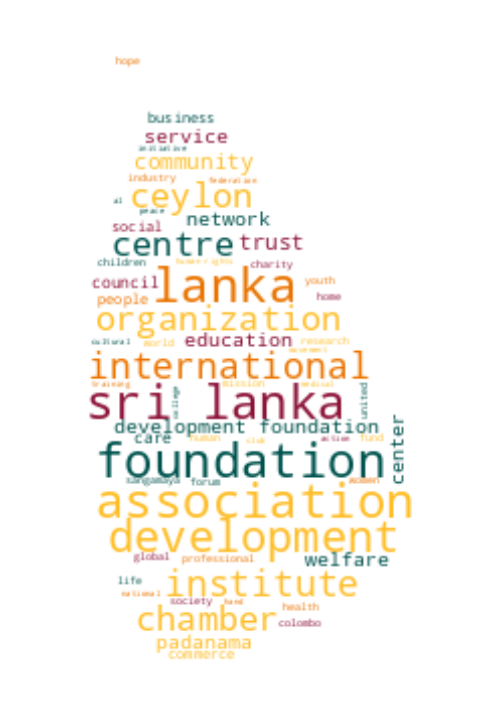 hope
business
service
initiative
community
industry federation
al ceylon
peace
network
social
centre trust
children human rights charity
council lanka youth
people home
organization
cultural world education research
movement
international
training mission medical
sri lanka
college united
development foundation
care human club action fund
center
foundation
sangamaya forum women
association
development
global professional welfare
life institute
national society hand
chamber health
colombo
padanama
commerce